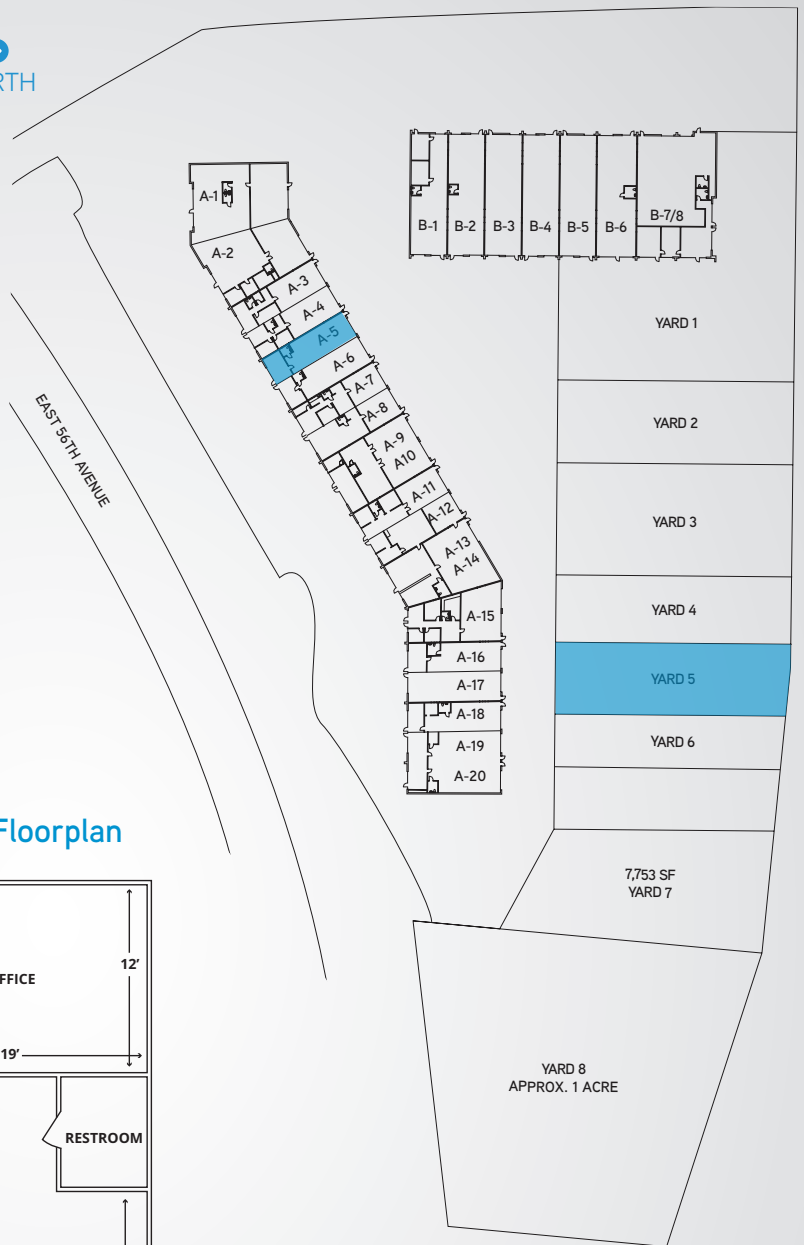 RTH
A-1
A-2
A-3
A-4
A-5
A-6
A-7
A-8
A-9
A10
A-11
A-12
A-13
A-14
A-15
A-16
A-17
A-18
A-19
A-20
B-1
B-2
B-3
B-4
B-5
B-6
B-7/8
YARD 1
YARD 2
YARD 3
YARD 4
YARD 5
YARD 6
7,753 SF
YARD 7
YARD 8
APPROX. 1 ACRE
EAST 56TH AVENUE
Floorplan
FFICE
12'
19'
RESTROOM